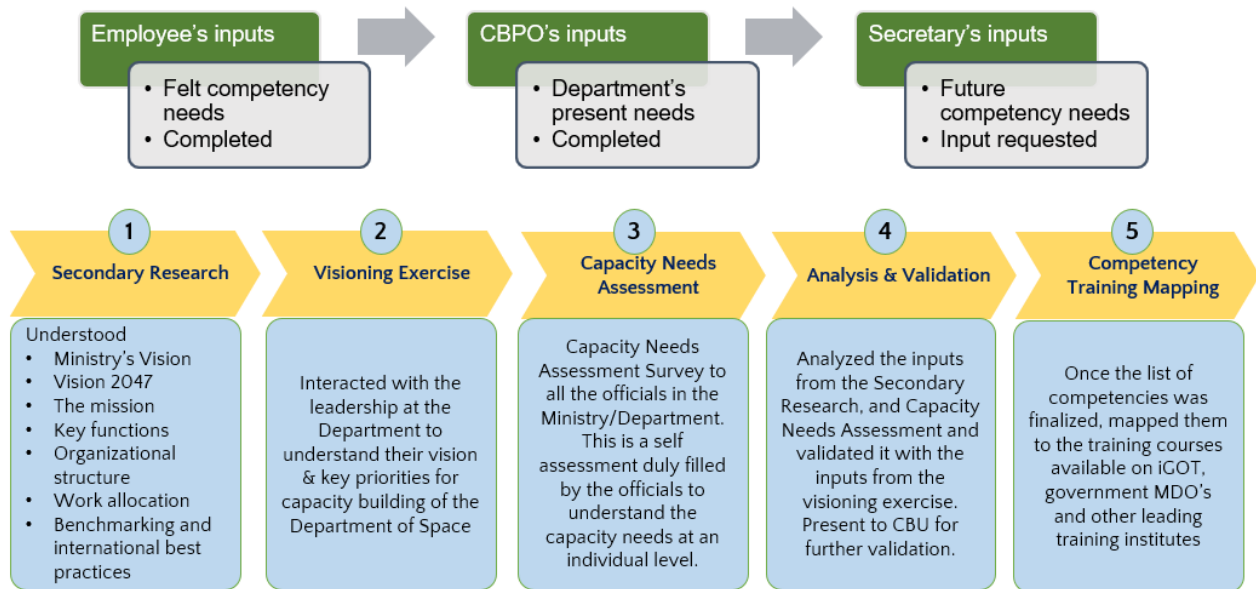 Employee's inputs
• Felt competency
needs
• Completed
CBPO's inputs
• Department's
present needs
• Completed
Secretary's inputs
• Future
competency needs
• Input requested
1
Secondary Research
Understood
• Ministry's Vision
• Vision 2047
• The mission
• Key functions
• Organizational
structure
• Work allocation
• Benchmarking and
international best
practices
2
Visioning Exercise
Interacted with the
leadership at the
Department to
understand their vision
& key priorities for
capacity building of the
Department of Space
3
Capacity Needs
Assessment
Capacity Needs
Assessment Survey to
all the officials in the
Ministry/Department.
This is a self
assessment duly filled
by the officials to
understand the
capacity needs at an
individual level.
4
Analysis & Validation
Analyzed the inputs
from the Secondary
Research, and Capacity
Needs Assessment and
validated it with the
inputs from the
visioning exercise.
Present to CBU for
further validation.
5
Competency
Training Mapping
Once the list of
competencies was
finalized, mapped them
to the training courses
available on iGOT,
government MDO's
and other leading
training institutes